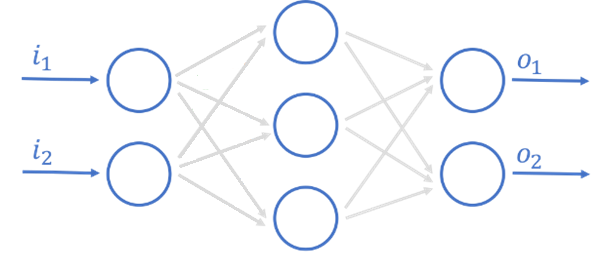 i₁
o₁
i₂
o₂